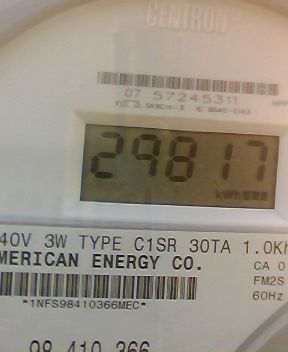 CENTRON®
07 57245311
29817
kWh
40V 3W TYPE C1SR 30TA 1.0Kh
MERICAN ENERGY CO.
CA 0
FM2S
60Hz
*1NFS98410366MEC*
98 410 366